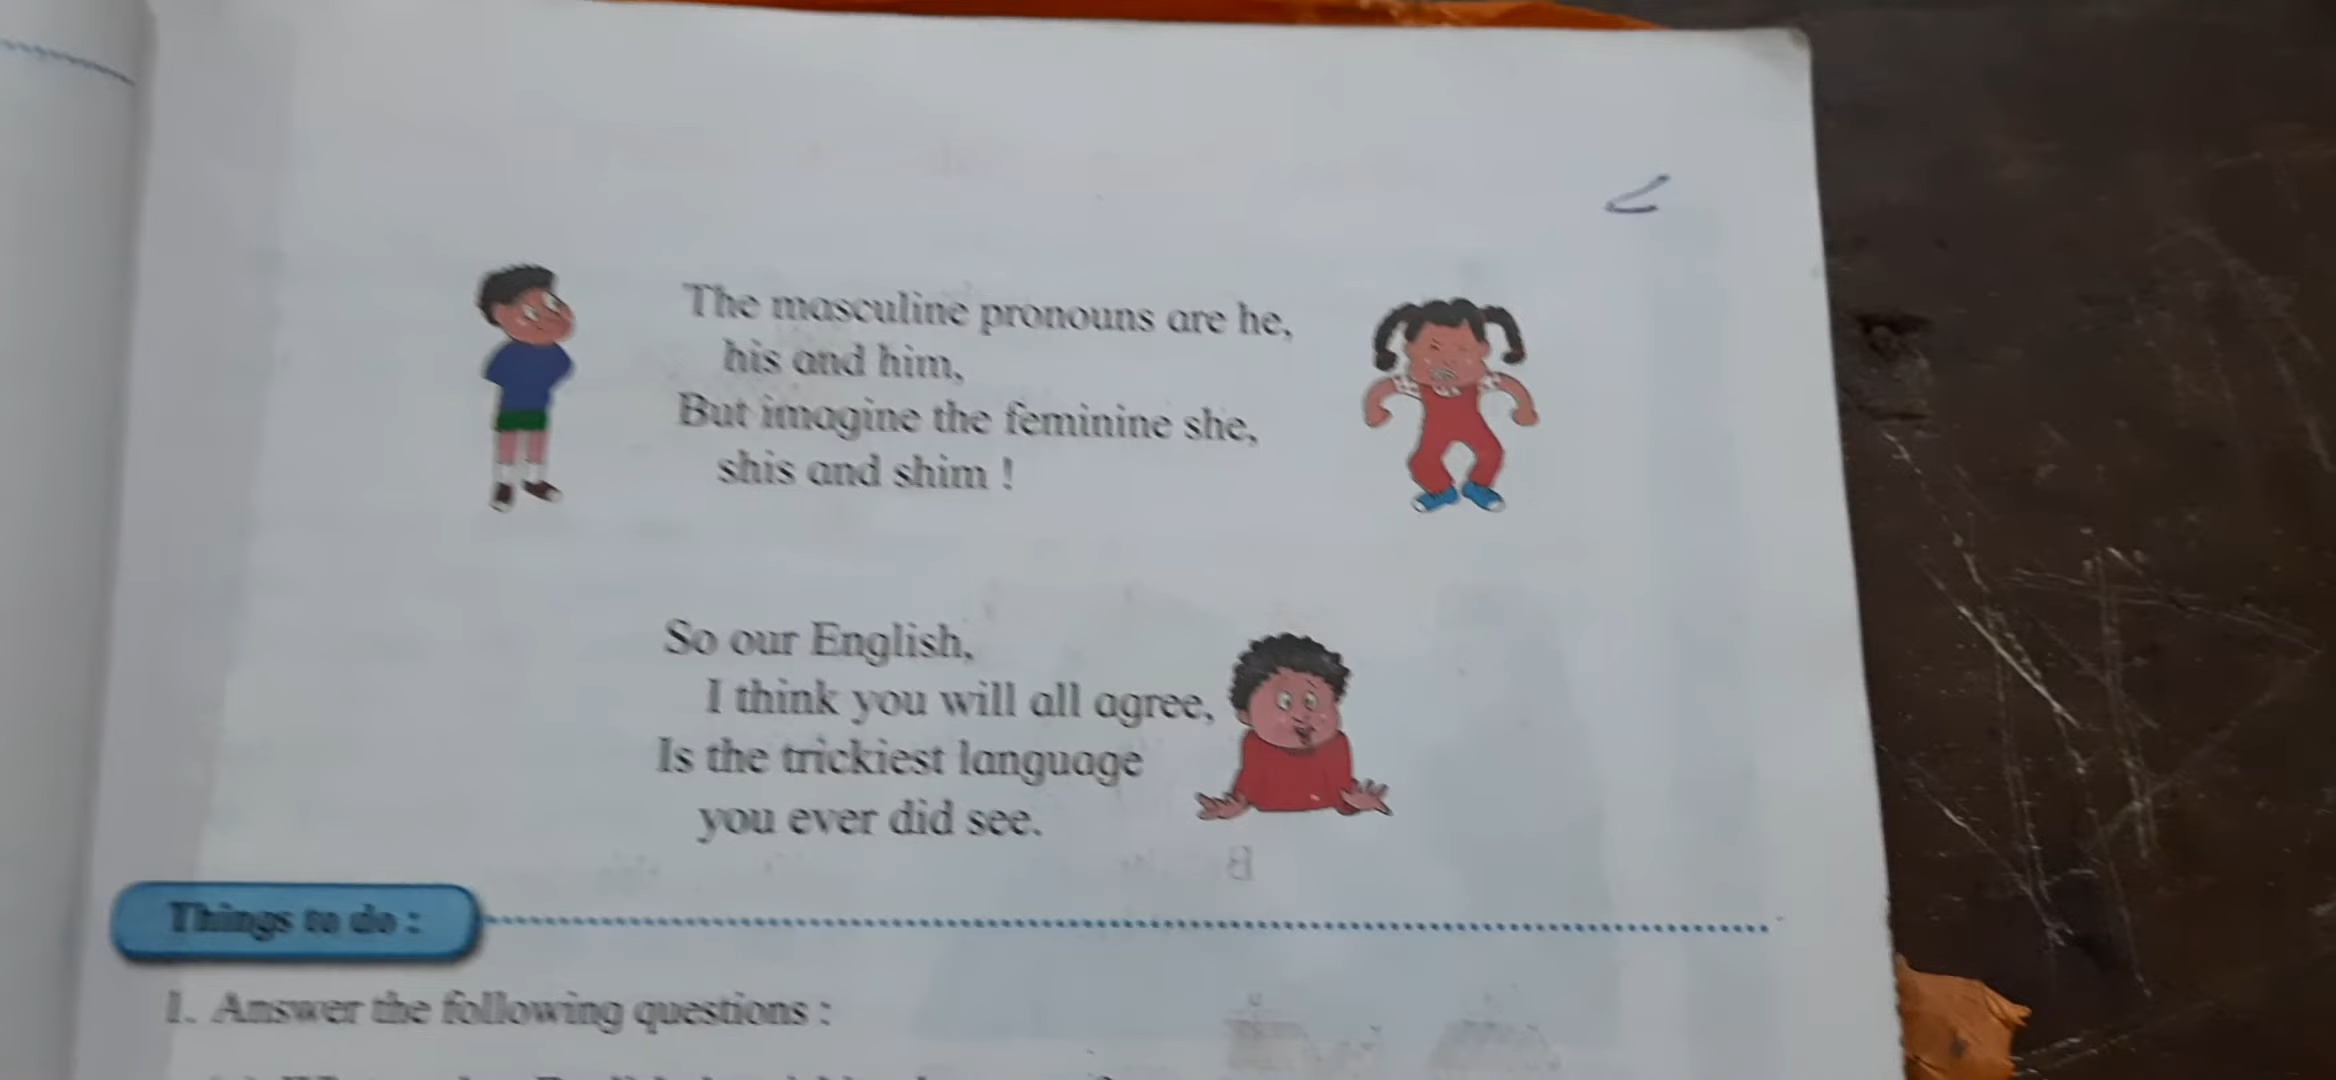 The masculine pronouns are he,
his and him,
But imagine the feminine she,
shis and shim !
So our English,
I think you will all agree,
Is the trickiest language
you ever did see.
Things to do :
1. Answer the following questions :